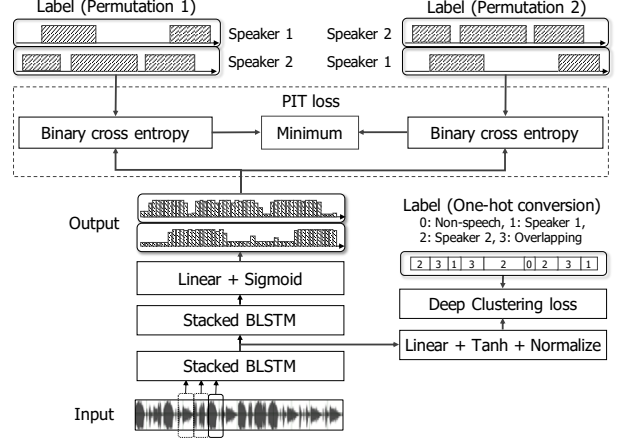 Label (Permutation 1)
Label (Permutation 2)
Speaker 1
Speaker 2
Speaker 2
Speaker 1
PIT loss
Binary cross entropy
Minimum
Binary cross entropy
Output
Label (One-hot conversion)
0: Non-speech, 1: Speaker 1,
2: Speaker 2, 3: Overlapping
2 3 1 3 2 0 2 3 1
Linear + Sigmoid
Deep Clustering loss
Stacked BLSTM
Linear + Tanh + Normalize
Stacked BLSTM
Input